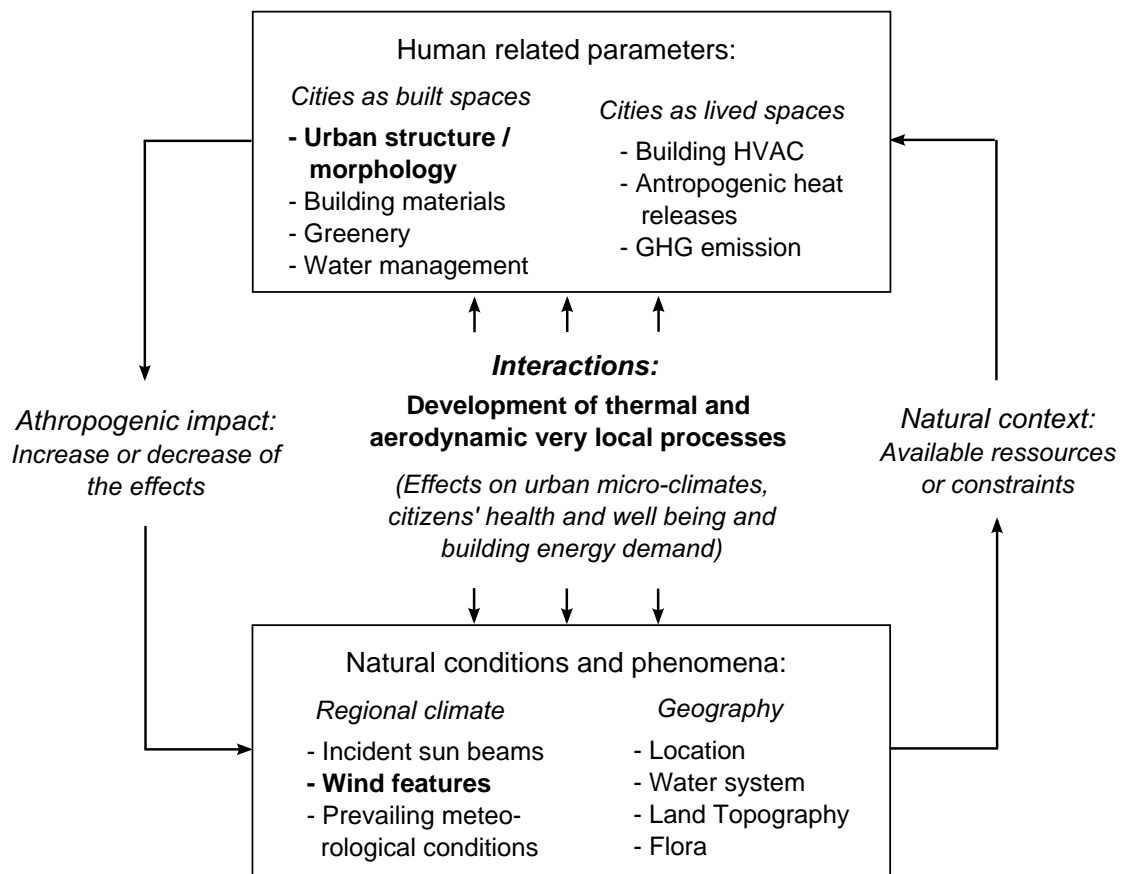 Human related parameters:
Cities as built spaces
- Urban structure /
morphology
- Building materials
- Greenery
- Water management
Cities as lived spaces
- Building HVAC
- Antropogenic heat
releases
- GHG emission
Athropogenic impact:
Increase or decrease of
the effects
Interactions:
Development of thermal and
aerodynamic very local processes
(Effects on urban micro-climates,
citizens' health and well being and
building energy demand)
Natural context:
Available ressources
or constraints
Natural conditions and phenomena:
Regional climate
- Incident sun beams
- Wind features
- Prevailing meteo-
rological conditions
Geography
- Location
- Water system
- Land Topography
- Flora